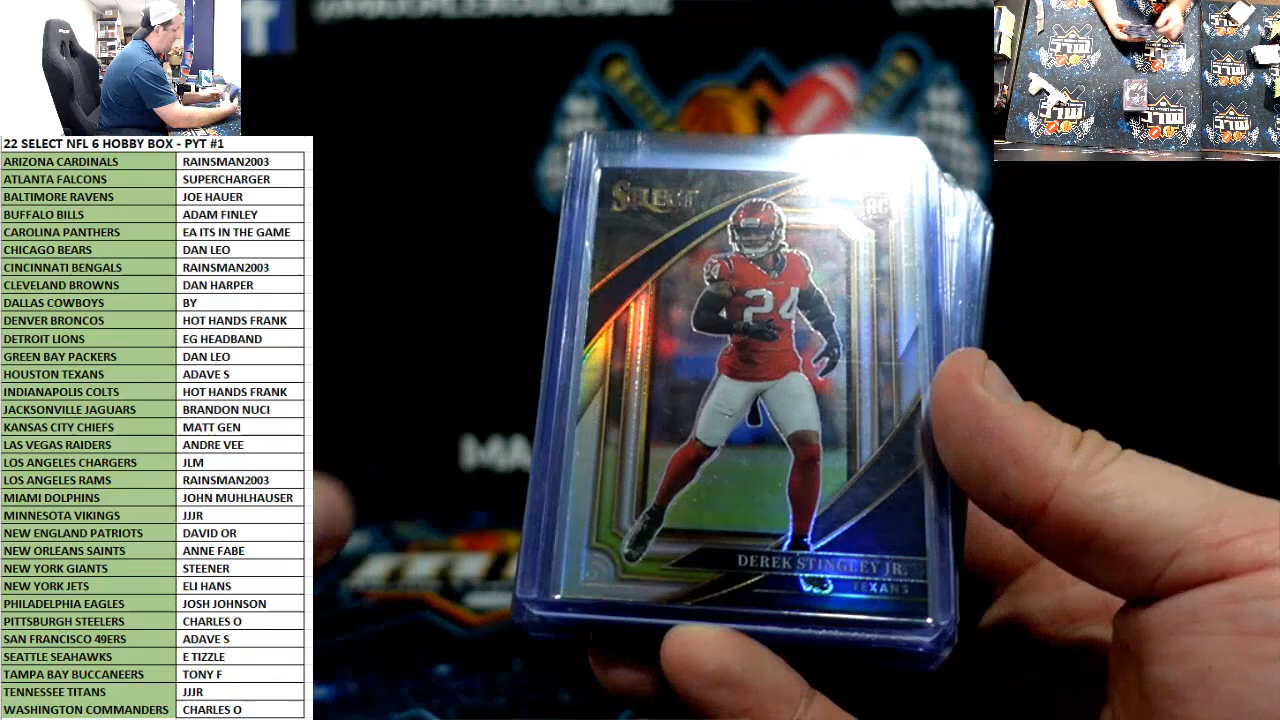 22 SELECT NFL 6 HOBBY BOX - PYT #1
ARIZONA CARDINALS RAINSMAN2003
ATLANTA FALCONS SUPERCHARGER
BALTIMORE RAVENS JOE HAUER
BUFFALO BILLS ADAM FINLEY
CAROLINA PANTHERS EA ITS IN THE GAME
CHICAGO BEARS DAN LEO
CINCINNATI BENGALS RAINSMAN2003
CLEVELAND BROWNS DAN HARPER
DALLAS COWBOYS BY
DENVER BRONCOS HOT HANDS FRANK
DETROIT LIONS EG HEADBAND
GREEN BAY PACKERS DAN LEO
HOUSTON TEXANS ADAVE S
INDIANAPOLIS COLTS HOT HANDS FRANK
JACKSONVILLE JAGUARS BRANDON NUCI
KANSAS CITY CHIEFS MATT GEN
LAS VEGAS RAIDERS ANDRE VEE
LOS ANGELES CHARGERS JLM
LOS ANGELES RAMS RAINSMAN2003
MIAMI DOLPHINS JOHN MUHLHAUSER
MINNESOTA VIKINGS JJJR
NEW ENGLAND PATRIOTS DAVID OR
NEW ORLEANS SAINTS ANNE FABE
NEW YORK GIANTS STEENER
NEW YORK JETS ELI HANS
PHILADELPHIA EAGLES JOSH JOHNSON
PITTSBURGH STEELERS CHARLES O
SAN FRANCISCO 49ERS ADAVE S
SEATTLE SEAHAWKS E TIZZLE
TAMPA BAY BUCCANEERS TONY F
TENNESSEE TITANS JJJR
WASHINGTON COMMANDERS CHARLES O
SELECT
RC
24
24
DEREK STINGLEY JR.
TEXANS